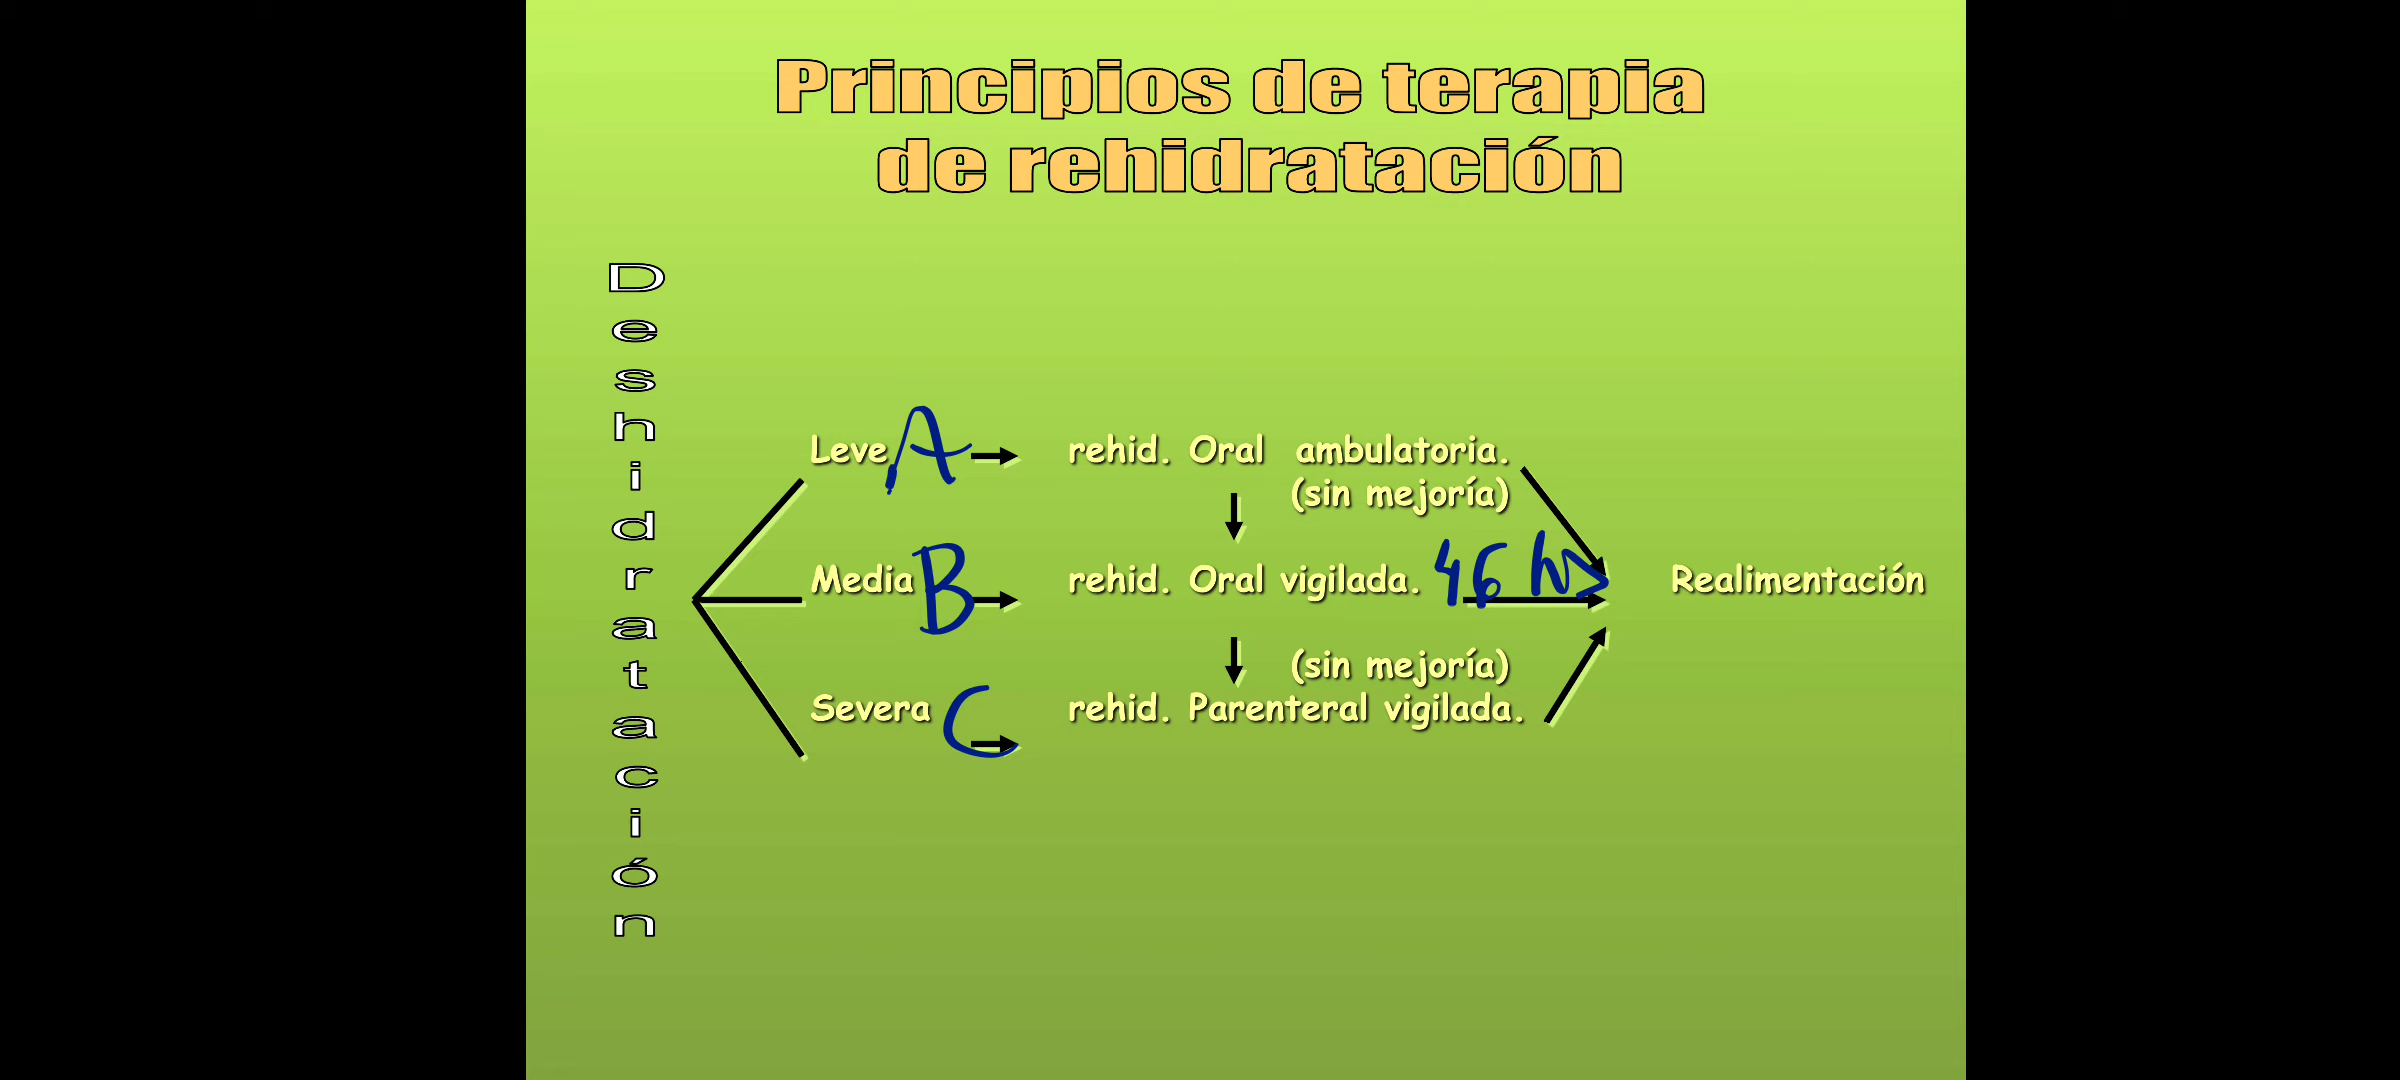 Principios de terapia
de rehidratación
Deshidratación
Leve A rehid. Oral ambulatoria.
(sin mejoría)
Media B rehid. Oral vigilada. 46 hs Realimentación
(sin mejoría)
Severa C rehid. Parenteral vigilada.